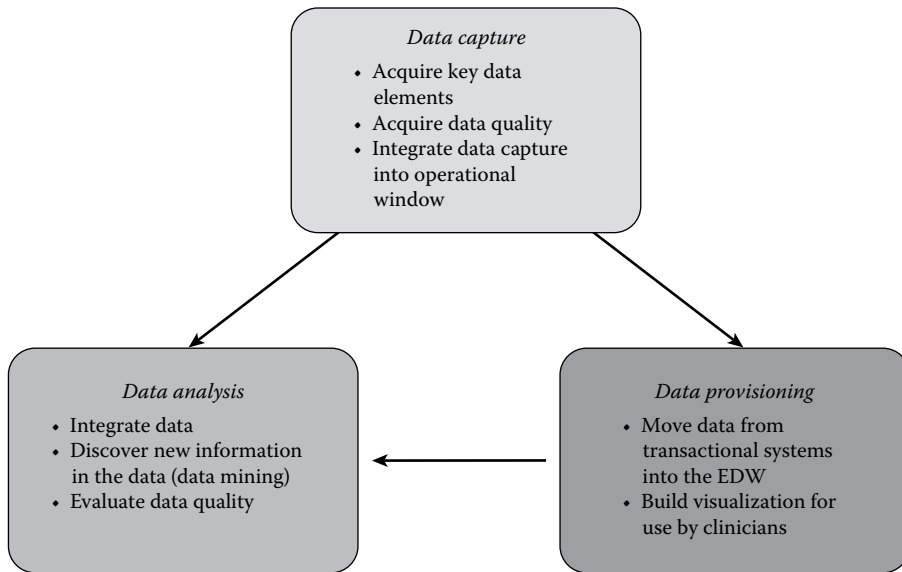 Data capture
• Acquire key data
elements
• Acquire data quality
• Integrate data capture
into operational
window
Data analysis
• Integrate data
• Discover new information
in the data (data mining)
• Evaluate data quality
Data provisioning
• Move data from
transactional systems
into the EDW
• Build visualization for
use by clinicians